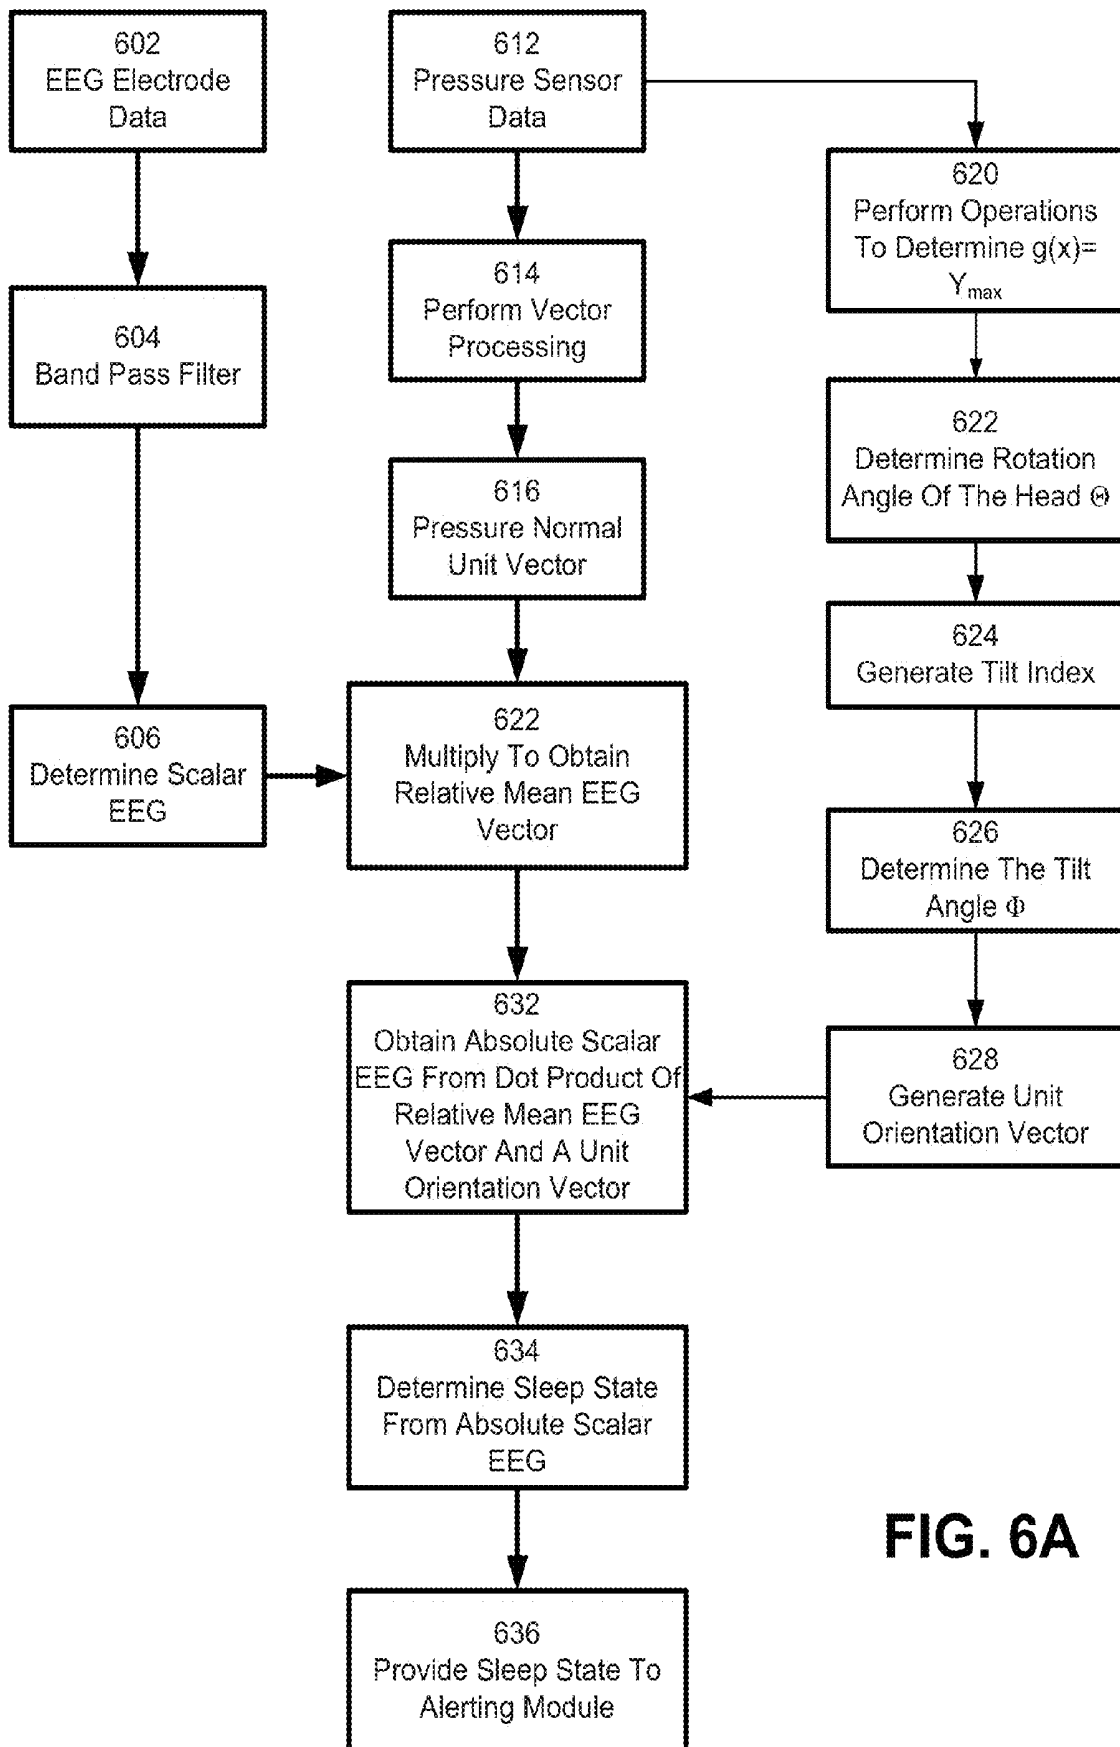 602
EEG Electrode
Data
612
Pressure Sensor
Data
620
Perform Operations
To Determine g(x)=
Ymax
614
Perform Vector
Processing
604
Band Pass Filter
622
Determine Rotation
Angle Of The Head Θ
616
Pressure Normal
Unit Vector
624
Generate Tilt Index
606
Determine Scalar
EEG
622
Multiply To Obtain
Relative Mean EEG
Vector
626
Determine The Tilt
Angle Φ
632
Obtain Absolute Scalar
EEG From Dot Product Of
Relative Mean EEG
Vector And A Unit
Orientation Vector
628
Generate Unit
Orientation Vector
634
Determine Sleep State
From Absolute Scalar
EEG
636
Provide Sleep State To
Alerting Module
FIG. 6A